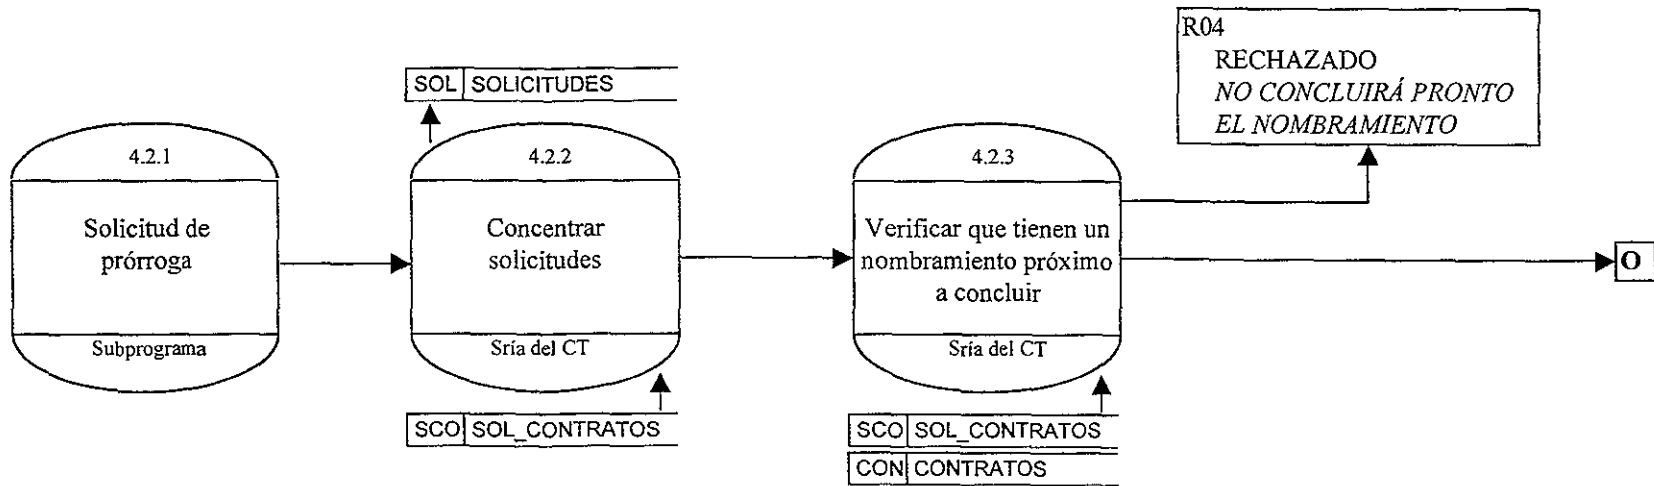 R04
RECHAZADO
NO CONCLUIRÁ PRONTO
EL NOMBRAMIENTO
SOL SOLICITUDES
4.2.1
Solicitud de
prórroga
Subprograma
4.2.2
Concentrar
solicitudes
Sría del CT
SCO SOL_CONTRATOS
4.2.3
Verificar que tienen un
nombramiento próximo
a concluir
Sría del CT
SCO SOL_CONTRATOS
CON CONTRATOS
O